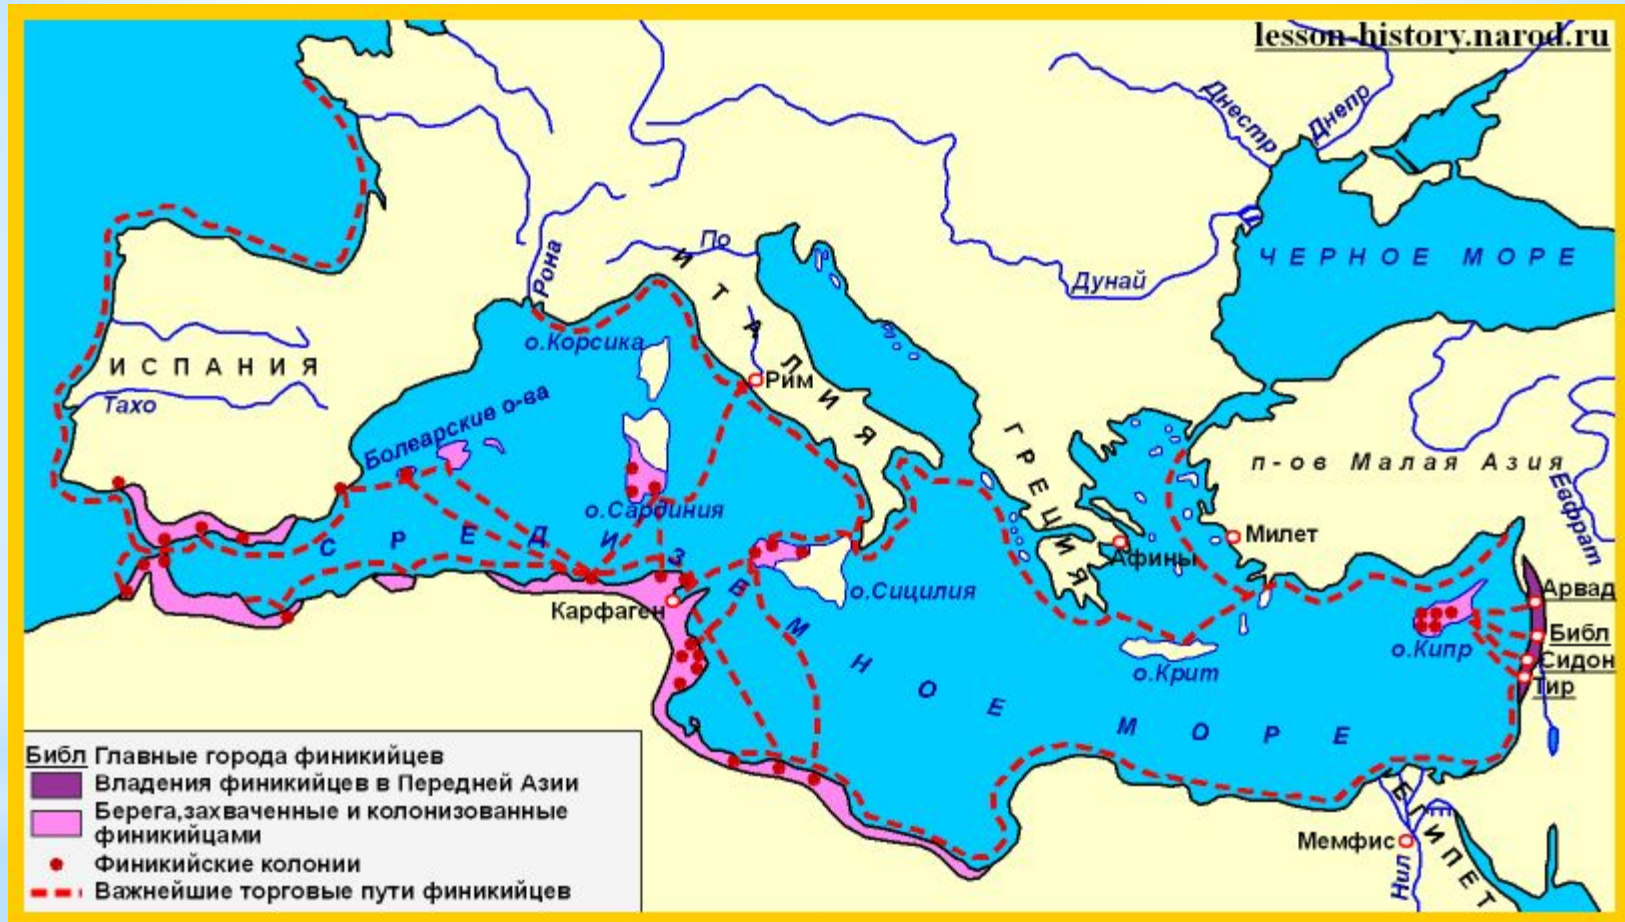 lesson-history.narod.ru
Днестр
Днепр
ЧЕРНОЕ МОРЕ
Дунай
Рона
По
ИТАЛИЯ
о.Корсика
Рим
ИСПАНИЯ
Тахо
Болеарские о-ва
о.Сардиния
ГРЕЦИЯ
п-ов Малая Азия
Евфрат
Милет
Афины
СРЕДИЗЕМНОЕ МОРЕ
о.Сицилия
Карфаген
о.Крит
о.Кипр
Арвад
Библ
Сидон
Тир
ЕГИПЕТ
Мемфис
Нил
Библ Главные города финикийцев
Владения финикийцев в Передней Азии
Берега,захваченные и колонизованные
финикийцами
Финикийские колонии
Важнейшие торговые пути финикийцев